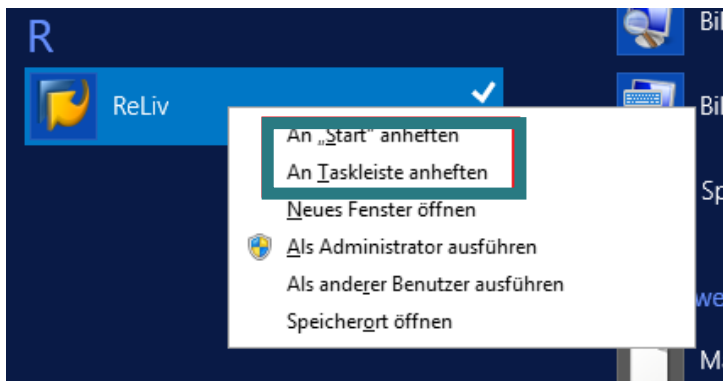 R
ReLiv
An „Start" anheften
An Taskleiste anheften
Neues Fenster öffnen
Als Administrator ausführen
Als anderer Benutzer ausführen
Speicherort öffnen